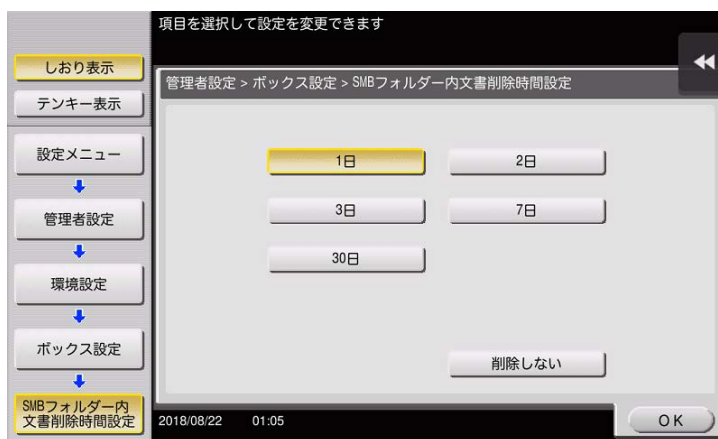 項目を選択して設定を変更できます
しおり表示
テンキー表示
管理者設定 > ボックス設定 > SMBフォルダー内文書削除時間設定
設定メニュー
管理者設定
環境設定
ボックス設定
SMBフォルダー内
文書削除時間設定
1日
2日
3日
7日
30日
削除しない
2018/08/22 01:05
OK